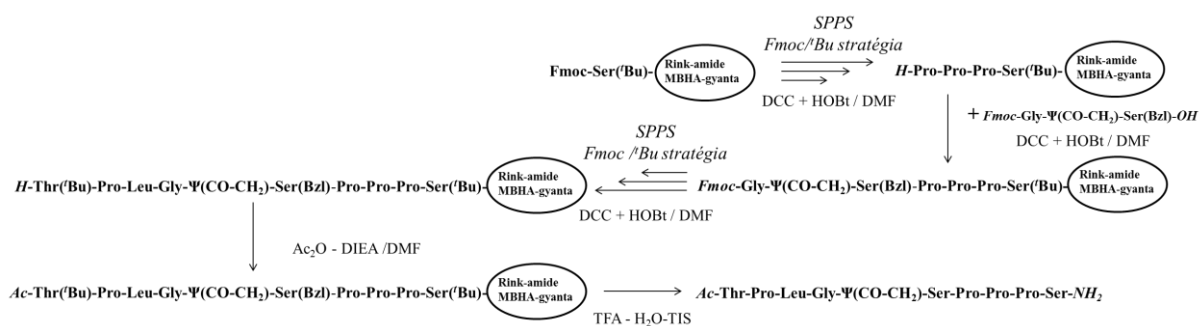 SPPS
Fmoc/ᵗBu stratégia
Fmoc-Ser(ᵗBu)-
Rink-amide
MBHA-gyanta
DCC + HOBt / DMF
H-Pro-Pro-Pro-Ser(ᵗBu)-
Rink-amide
MBHA-gyanta
+ Fmoc-Gly-Ψ(CO-CH₂)-Ser(Bzl)-OH
DCC + HOBt / DMF
SPPS
Fmoc /ᵗBu stratégia
H-Thr(ᵗBu)-Pro-Leu-Gly-Ψ(CO-CH₂)-Ser(Bzl)-Pro-Pro-Pro-Ser(ᵗBu)-
Rink-amide
MBHA-gyanta
DCC + HOBt / DMF
Fmoc-Gly-Ψ(CO-CH₂)-Ser(Bzl)-Pro-Pro-Pro-Ser(ᵗBu)-
Rink-amide
MBHA-gyanta
Ac₂O - DIEA /DMF
Ac-Thr(ᵗBu)-Pro-Leu-Gly-Ψ(CO-CH₂)-Ser(Bzl)-Pro-Pro-Pro-Ser(ᵗBu)-
Rink-amide
MBHA-gyanta
TFA - H₂O-TIS
Ac-Thr-Pro-Leu-Gly-Ψ(CO-CH₂)-Ser-Pro-Pro-Pro-Ser-NH₂